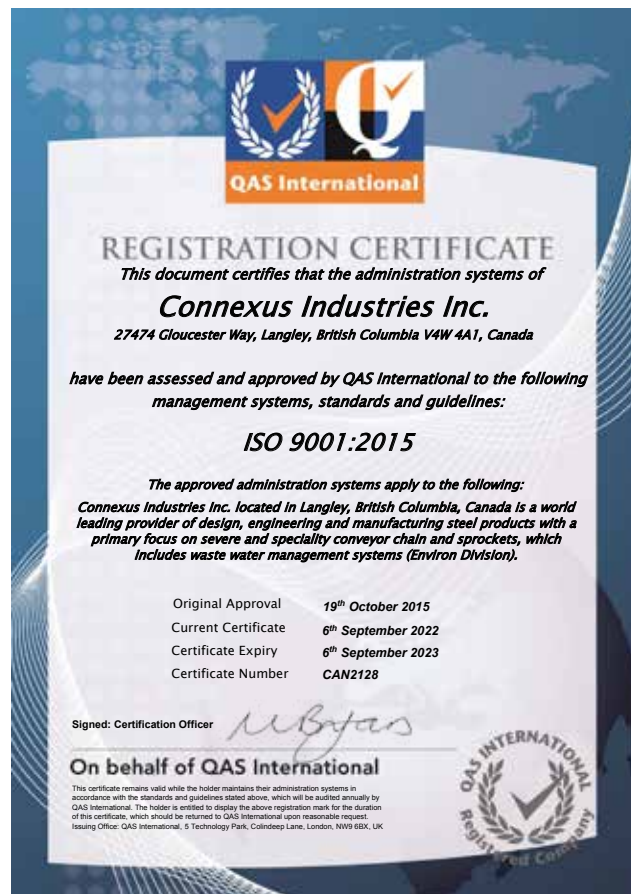 QAS International
REGISTRATION CERTIFICATE
This document certifies that the administration systems of
Connexus Industries Inc.
27474 Gloucester Way, Langley, British Columbia V4W 4A1, Canada
have been assessed and approved by QAS International to the following
management systems, standards and guidelines:
ISO 9001:2015
The approved administration systems apply to the following:
Connexus Industries Inc. located in Langley, British Columbia, Canada is a world
leading provider of design, engineering and manufacturing steel products with a
primary focus on severe and speciality conveyor chain and sprockets, which
includes waste water management systems (Environ Division).
Original Approval 19th October 2015
Current Certificate 6th September 2022
Certificate Expiry 6th September 2023
Certificate Number CAN2128
Signed: Certification Officer
On behalf of QAS International
This certificate remains valid while the holder maintains their administration systems in
accordance with the standards and guidelines stated above, which will be audited annually by
QAS International. The holder is entitled to display the above registration mark for the duration
of this certificate, which should be returned to QAS International upon reasonable request.
Issuing Office: QAS International, 5 Technology Park, Colindeep Lane, London, NW9 6BX, UK
QAS INTERNATIONAL
Registered Company